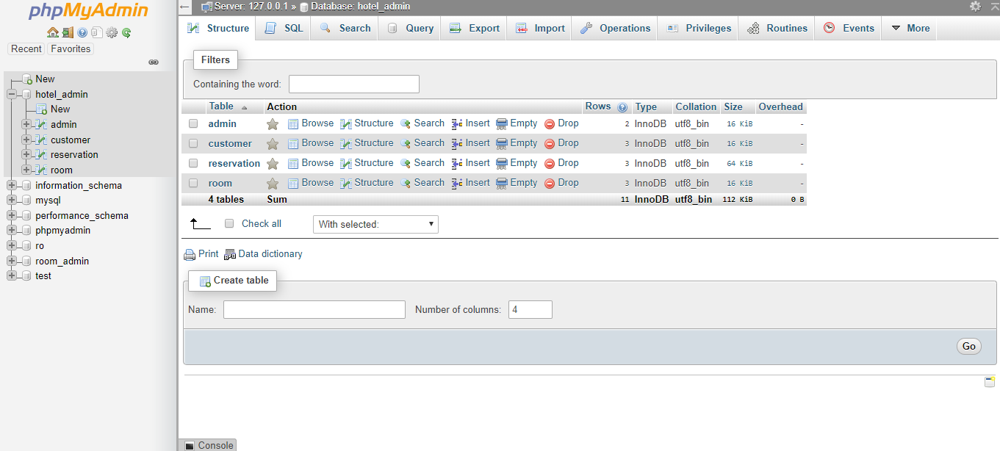 phpMyAdmin
Recent Favorites
New
hotel_admin
New
admin
customer
reservation
room
information_schema
mysql
performance_schema
phpmyadmin
ro
room_admin
test
Server: 127.0.0.1 » Database: hotel_admin
Structure SQL Search Query Export Import Operations Privileges Routines Events More
Filters
Containing the word:
Table Action Rows Type Collation Size Overhead
admin Browse Structure Search Insert Empty Drop 2 InnoDB utf8_bin 16 KiB -
customer Browse Structure Search Insert Empty Drop 3 InnoDB utf8_bin 16 KiB -
reservation Browse Structure Search Insert Empty Drop 3 InnoDB utf8_bin 64 KiB -
room Browse Structure Search Insert Empty Drop 3 InnoDB utf8_bin 16 KiB -
4 tables Sum 11 InnoDB utf8_bin 112 KiB 0 B
Check all With selected:
Print Data dictionary
Create table
Name: Number of columns: 4
Go
Console